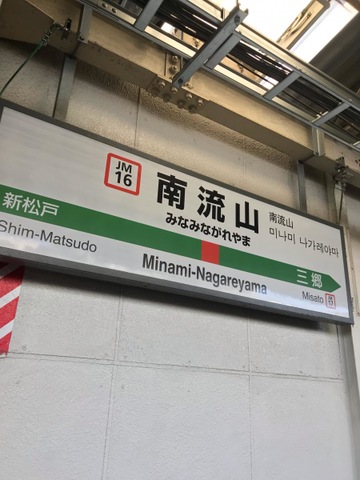 JM
16
南流山
みなみながれやま
南流山
미나미 나가레야마
新松戸
Shim-Matsudo
Minami-Nagareyama
三郷
Misato